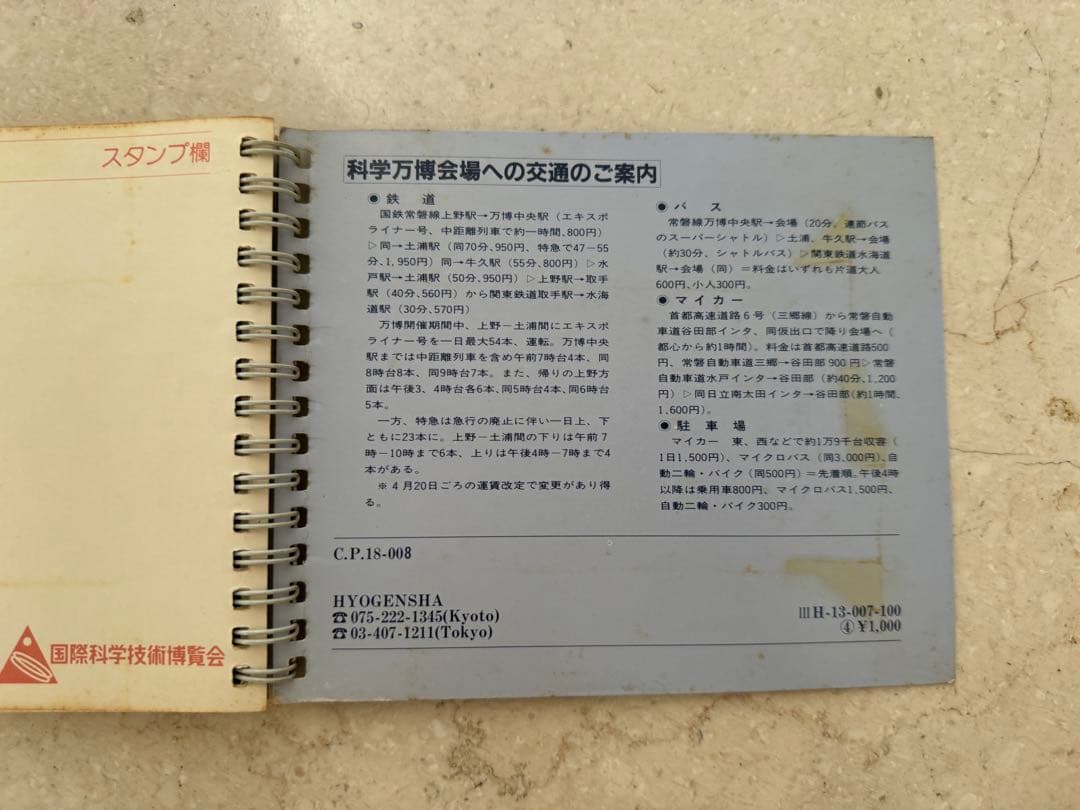 スタンプ欄
国際科学技術博覧会
科学万博会場への交通のご案内
● 鉄　道
国鉄常磐線上野駅→万博中央駅（エキスポ
ライナー号、中距離列車で約一時間、800円）
▷同→土浦駅（同70分、950円、特急で47−55
分、1,950円）同→牛久駅（55分、800円）▷水
戸駅→土浦駅（50分、950円）▷上野駅→取手
駅（40分、560円）から関東鉄道取手駅→水海
道駅（30分、570円）
万博開催期間中、上野−土浦間にエキスポ
ライナー号を一日最大54本、運転。万博中央
駅までは中距離列車を含め午前7時台4本、同
8時台8本、同9時台7本。また、帰りの上野方
面は午後3、4時台各6本、同5時台4本、同6時台
5本。
一方、特急は急行の廃止に伴い一日上、下
ともに23本に。上野−土浦間の下りは午前7
時−10時まで6本、上りは午後4時−7時まで4
本がある。
※4月20日ごろの運賃改定で変更があり得
る。
● バ　ス
常磐線万博中央駅→会場（20分。連節バス
のスーパーシャトル）▷土浦、牛久駅→会場
（約30分、シャトルバス）▷関東鉄道水海道
駅→会場（同）＝料金はいずれも片道大人
600円、小人300円。
● マイカー
首都高速道路6号（三郷線）から常磐自動
車道谷田部インタ、同仮出口で降り会場へ（
都心から約1時間）。料金は首都高速道路500
円、常磐自動車道三郷→谷田部900円▷常磐
自動車道水戸インタ→谷田部（約40分、1,200
円）▷同日立南太田インタ→谷田部（約1時間、
1,600円）。
● 駐　車　場
マイカー　東、西などで約1万9千台収容（
1日1,500円）、マイクロバス（同3,000円）、自
動二輪・バイク（同500円）＝先着順。午後4時
以降は乗用車800円、マイクロバス1,500円、
自動二輪・バイク300円。
C.P.18-008
HYOGENSHA
☎075-222-1345(Kyoto)
☎03-407-1211(Tokyo)
ⅢH-13-007-100
④¥1,000